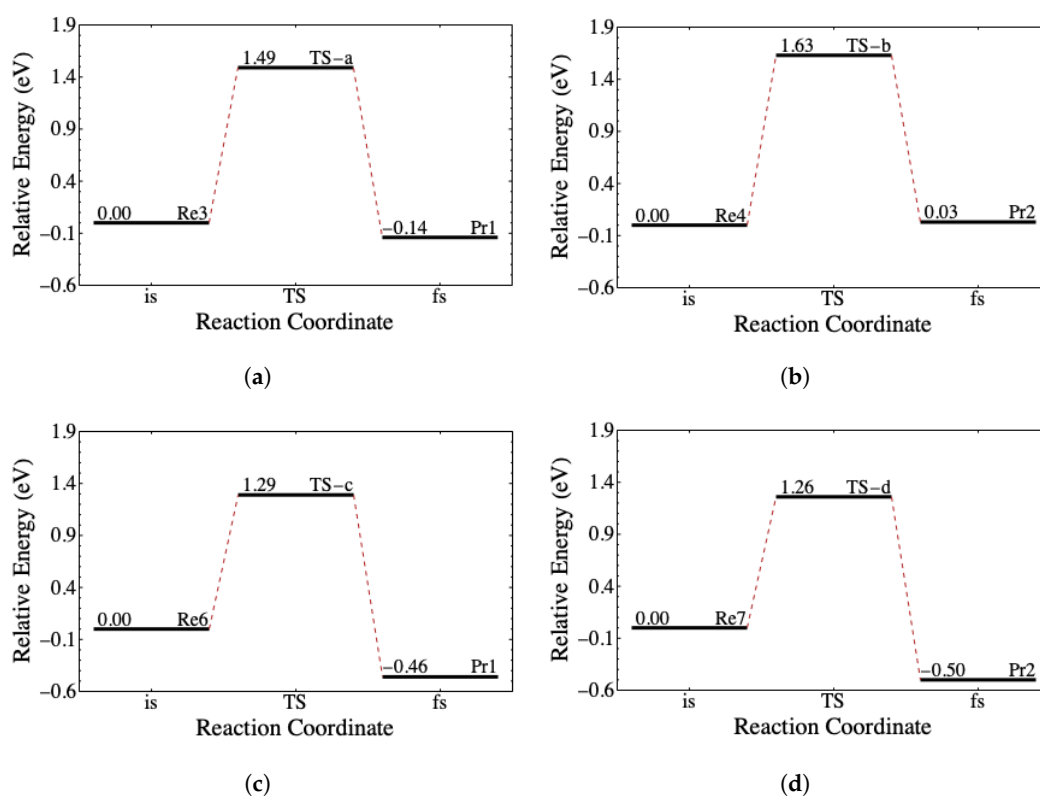 1.9
1.4
0.9
0.4
−0.1
−0.6
Relative Energy (eV)
1.49 TS−a
0.00 Re3
−0.14 Pr1
is TS fs
Reaction Coordinate
(a)
1.9
1.4
0.9
0.4
−0.1
−0.6
Relative Energy (eV)
1.63 TS−b
0.00 Re4
0.03 Pr2
is TS fs
Reaction Coordinate
(b)
1.9
1.4
0.9
0.4
−0.1
−0.6
Relative Energy (eV)
1.29 TS−c
0.00 Re6
−0.46 Pr1
is TS fs
Reaction Coordinate
(c)
1.9
1.4
0.9
0.4
−0.1
−0.6
Relative Energy (eV)
1.26 TS−d
0.00 Re7
−0.50 Pr2
is TS fs
Reaction Coordinate
(d)